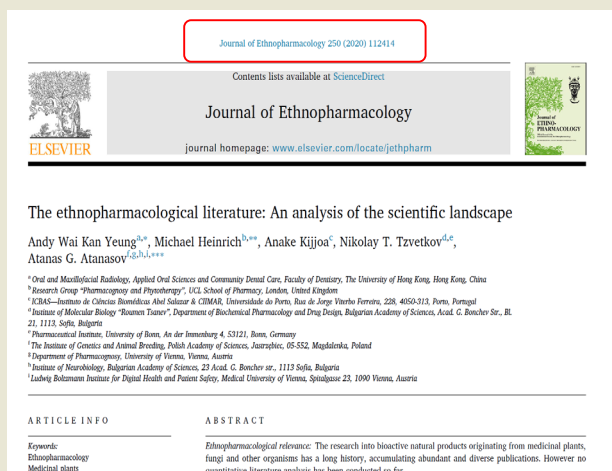 Journal of Ethnopharmacology 250 (2020) 112414
Contents lists available at ScienceDirect
Journal of Ethnopharmacology
journal homepage: www.elsevier.com/locate/jethpharm
ELSEVIER
Journal of
ETHNO-
PHARMACOLOGY
The ethnopharmacological literature: An analysis of the scientific landscape
Andy Wai Kan Yeung a,*, Michael Heinrich b,**, Anake Kijjoa c, Nikolay T. Tzvetkov d,e,
Atanas G. Atanasov f,g,h,i,***
a Oral and Maxillofacial Radiology, Applied Oral Sciences and Community Dental Care, Faculty of Dentistry, The University of Hong Kong, Hong Kong, China
b Research Group "Pharmacognosy and Phytotherapy", UCL School of Pharmacy, London, United Kingdom
c ICBAS—Instituto de Ciências Biomédicas Abel Salazar & CIIMAR, Universidade do Porto, Rua de Jorge Viterbo Ferreira, 228, 4050-313, Porto, Portugal
d Institute of Molecular Biology "Roumen Tsanev", Department of Biochemical Pharmacology and Drug Design, Bulgarian Academy of Sciences, Acad. G. Bonchev Str., Bl.
21, 1113, Sofia, Bulgaria
e Pharmaceutical Institute, University of Bonn, An der Immenburg 4, 53121, Bonn, Germany
f The Institute of Genetics and Animal Breeding, Polish Academy of Sciences, Jastrzębiec, 05-552, Magdalenka, Poland
g Department of Pharmacognosy, University of Vienna, Vienna, Austria
h Institute of Neurobiology, Bulgarian Academy of Sciences, 23 Acad. G. Bonchev str., 1113 Sofia, Bulgaria
i Ludwig Boltzmann Institute for Digital Health and Patient Safety, Medical University of Vienna, Spitalgasse 23, 1090 Vienna, Austria
ARTICLE INFO
Keywords:
Ethnopharmacology
Medicinal plants
ABSTRACT
Ethnopharmacological relevance: The research into bioactive natural products originating from medicinal plants,
fungi and other organisms has a long history, accumulating abundant and diverse publications. However no
quantitative literature analysis has been conducted so far.